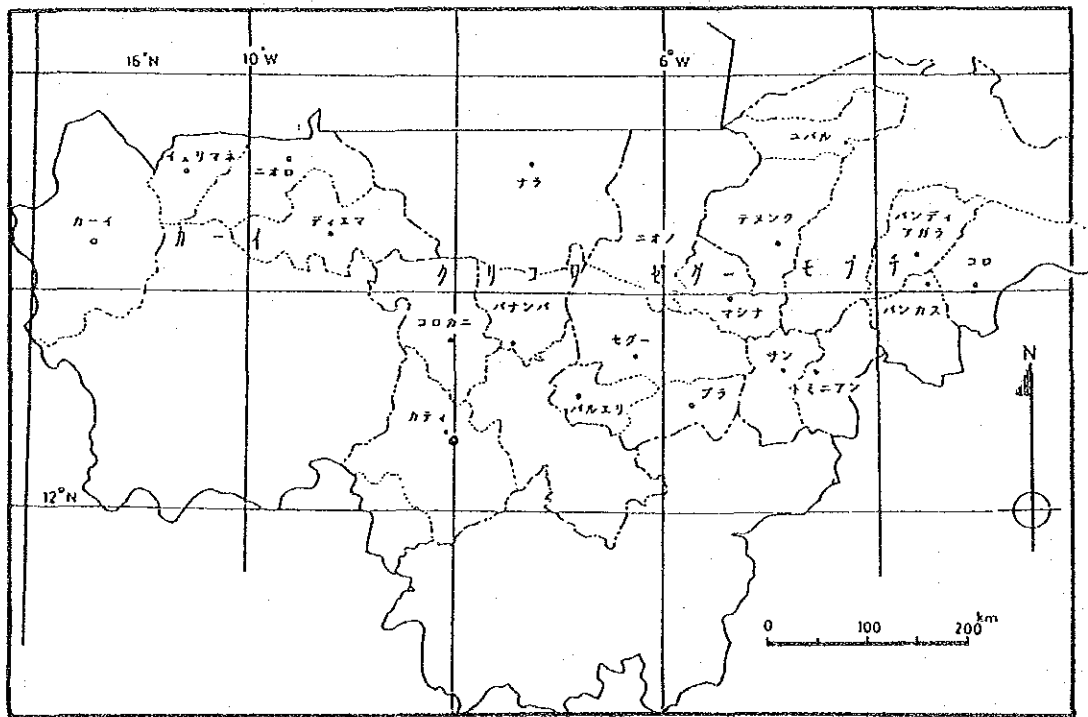 16°N 10°W 6°W
ユバル
イェリマネ ニオロ
ナラ
カーイ ディエマ テメンク バンディ
アガラ
カーイ ニオノ コロ
クリコロ セグー モプチ
バナンバ マシナ バンカス
コロカニ
セグー サン
N
トミニアン
バルエリ ブラ
カティ
12°N
0 100 200 km